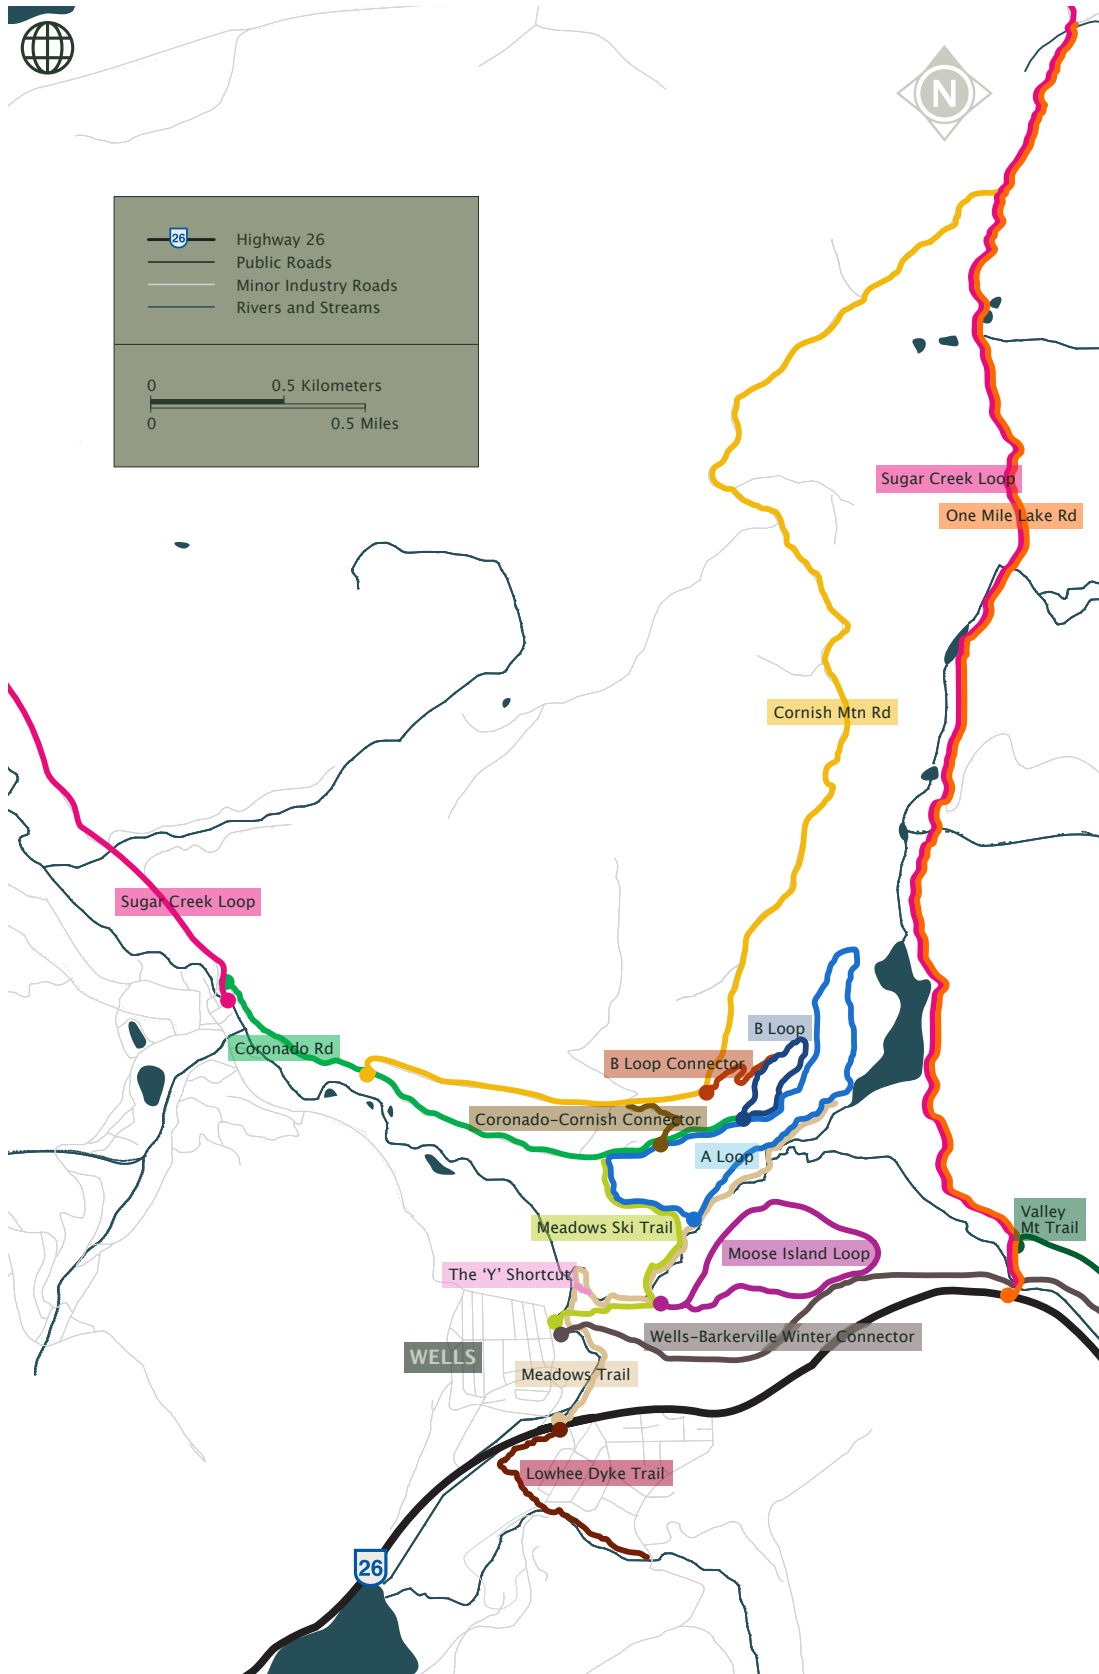 N
26
Highway 26
Public Roads
Minor Industry Roads
Rivers and Streams
0
0.5 Kilometers
0
0.5 Miles
Sugar Creek Loop
One Mile Lake Rd
Cornish Mtn Rd
Sugar Creek Loop
B Loop
Coronado Rd
B Loop Connector
Coronado-Cornish Connector
A Loop
Valley
Mt Trail
Meadows Ski Trail
Moose Island Loop
The ‘Y’ Shortcut
Wells-Barkerville Winter Connector
WELLS
Meadows Trail
Lowhee Dyke Trail
26